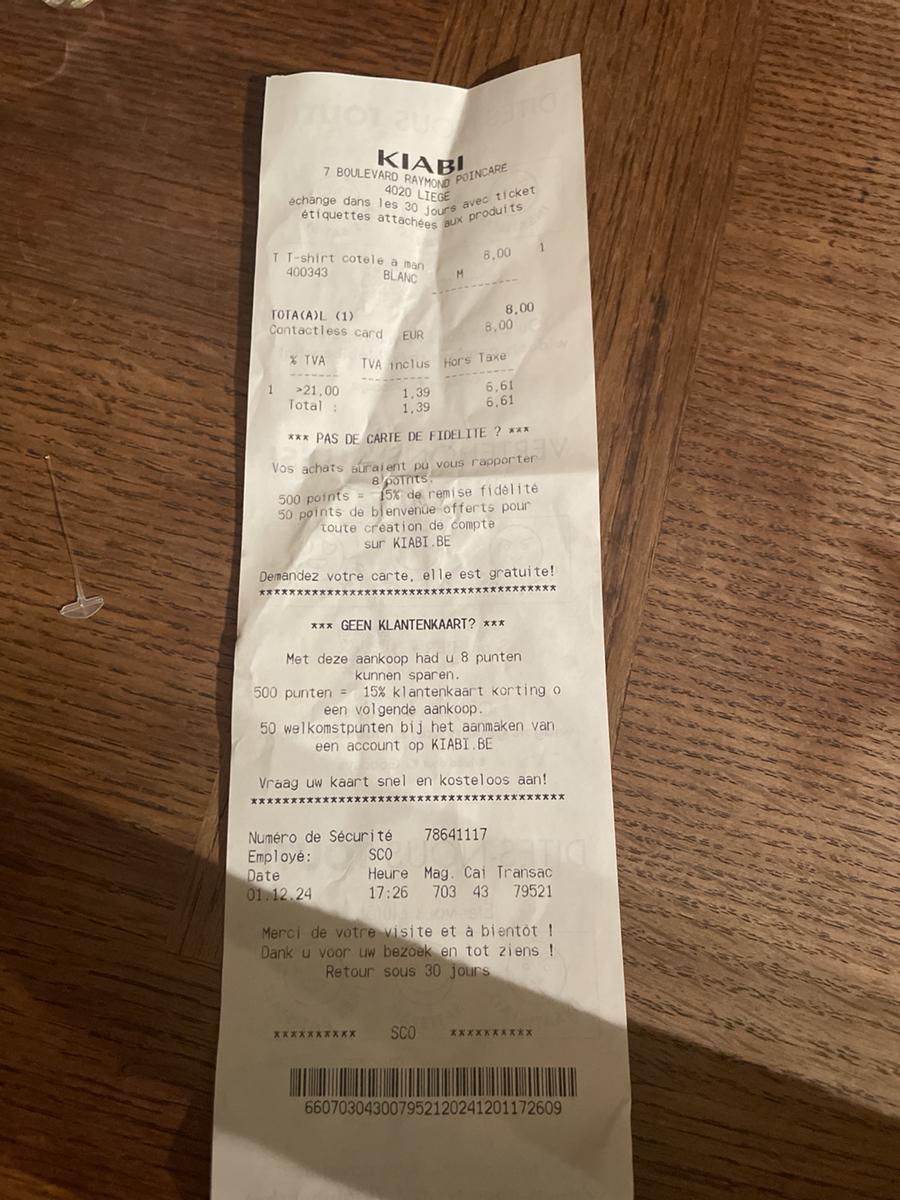 KIABI
7 BOULEVARD RAYMOND POINCARÉ
4020 LIEGE
échange dans les 30 jours avec ticket
étiquettes attachées aux produits
T T-shirt cotele a man 8,00 1
400343 BLANC M
------------
TOTA(A)L (1) 8,00
Contactless card EUR 8,00
% TVA TVA inclus Hors Taxe
------- ---------- ----------
1 >21,00 1,39 6,61
Total : 1,39 6,61
*** PAS DE CARTE DE FIDELITE ? ***
Vos achats auraient pu vous rapporter
8 points.
500 points = 15% de remise fidélité
50 points de bienvenue offerts pour
toute création de compte
sur KIABI.BE
Demandez votre carte, elle est gratuite!
***************************************
*** GEEN KLANTENKAART? ***
Met deze aankoop had u 8 punten
kunnen sparen.
500 punten = 15% klantenkaart korting o
een volgende aankoop.
50 welkomstpunten bij het aanmaken van
een account op KIABI.BE
Vraag uw kaart snel en kosteloos aan!
***************************************
Numéro de Sécurité 78641117
Employé: SCO
Date Heure Mag. Cai Transac
01.12.24 17:26 703 43 79521
Merci de votre visite et à bientôt !
Dank u voor uw bezoek en tot ziens !
Retour sous 30 jours
********** SCO **********
660703043007952120241201172609